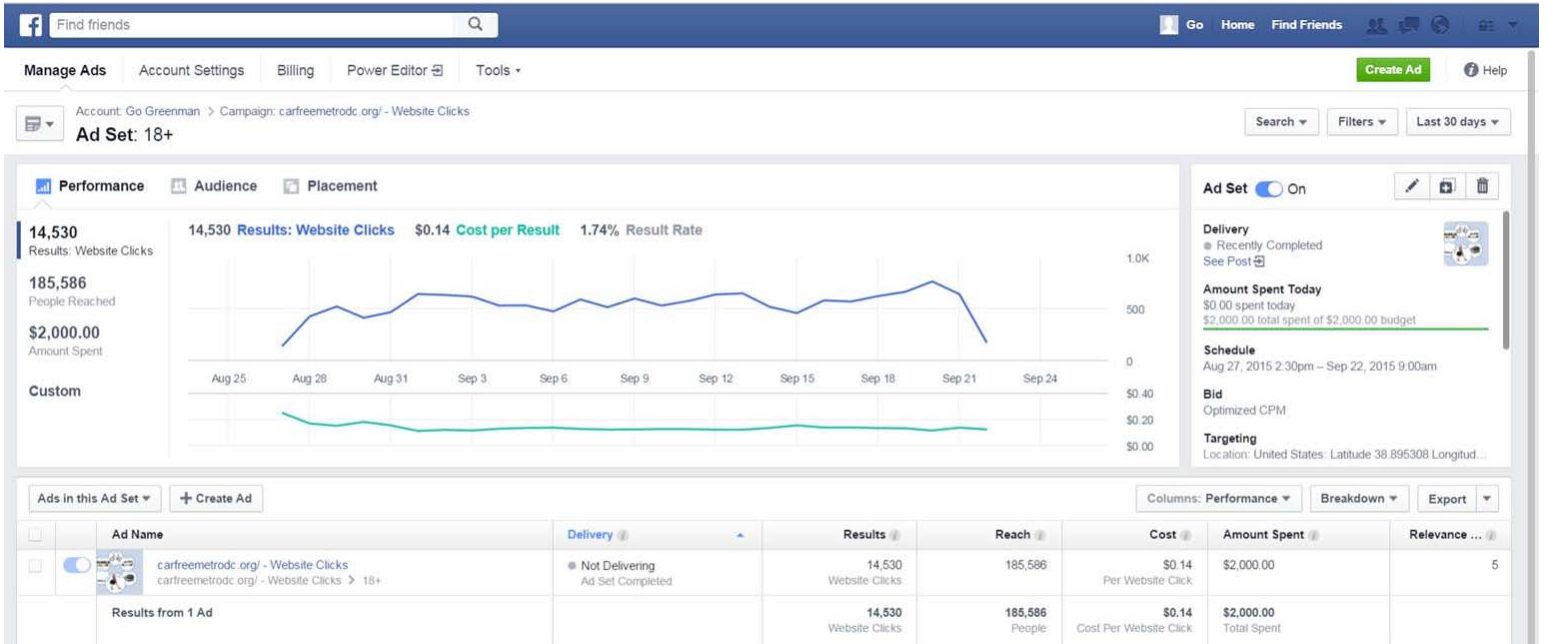 f Find friends Go Home Find Friends
Manage Ads Account Settings Billing Power Editor Tools Create Ad Help
Account: Go Greenman > Campaign: carfreemetrodc.org/ - Website Clicks
Ad Set: 18+ Search Filters Last 30 days
Performance Audience Placement
14,530
Results: Website Clicks
185,586
People Reached
$2,000.00
Amount Spent
Custom
14,530 Results: Website Clicks $0.14 Cost per Result 1.74% Result Rate
1.0K
500
0
Aug 25 Aug 28 Aug 31 Sep 3 Sep 6 Sep 9 Sep 12 Sep 15 Sep 18 Sep 21 Sep 24
$0.40
$0.20
$0.00
Ad Set On
Delivery
Recently Completed
See Post
Amount Spent Today
$0.00 spent today
$2,000.00 total spent of $2,000.00 budget
Schedule
Aug 27, 2015 2:30pm – Sep 22, 2015 9:00am
Bid
Optimized CPM
Targeting
Location: United States: Latitude 38.895308 Longitud...
Ads in this Ad Set + Create Ad Columns: Performance Breakdown Export
Ad Name Delivery Results Reach Cost Amount Spent Relevance ...
carfreemetrodc.org/ - Website Clicks Not Delivering 14,530 185,586 $0.14 $2,000.00 5
carfreemetrodc.org/ - Website Clicks > 18+ Ad Set Completed Website Clicks Per Website Click
Results from 1 Ad 14,530 185,586 $0.14 $2,000.00
Website Clicks People Cost Per Website Click Total Spent